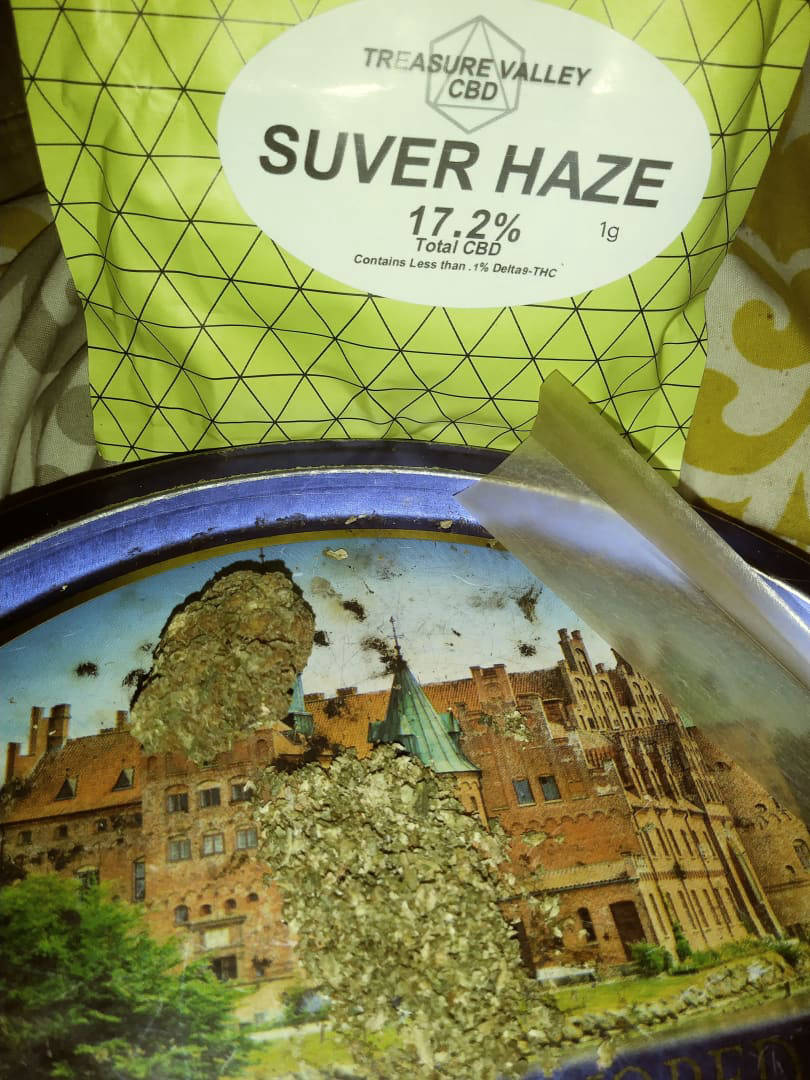 TREASURE VALLEY
CBD
SUVER HAZE
17.2%
1g
Total CBD
Contains Less than .1% Delta9-THC